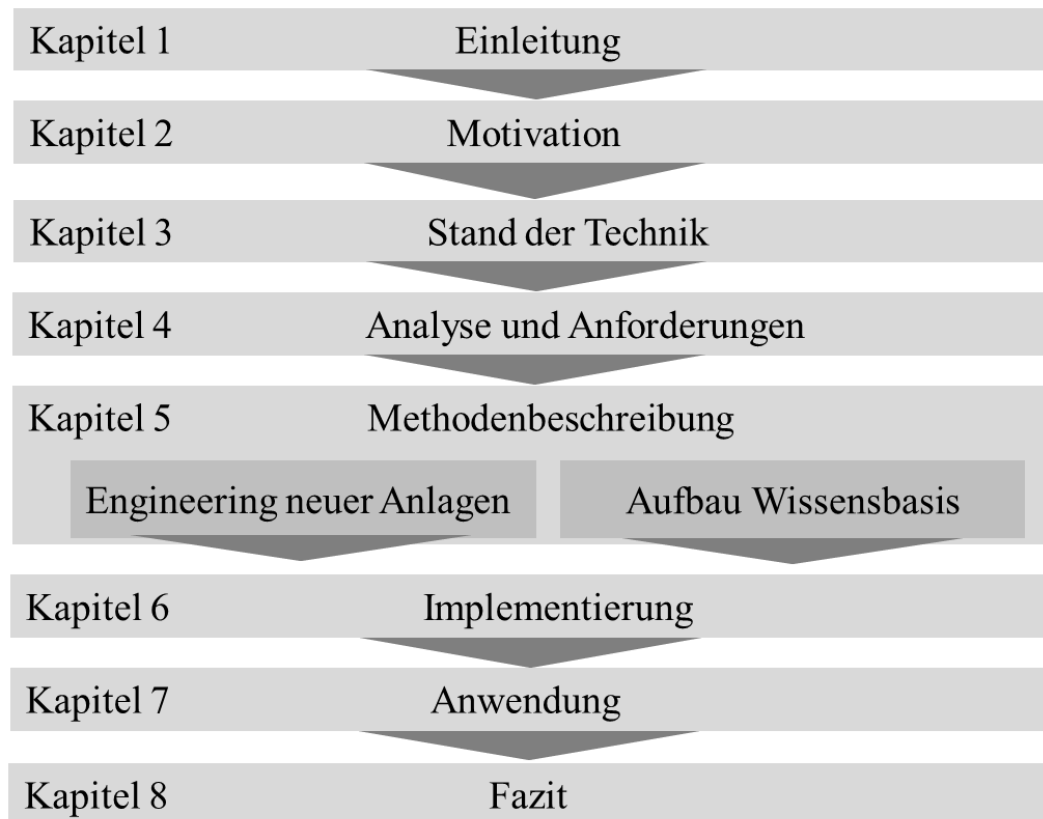 Kapitel 1 Einleitung
Kapitel 2 Motivation
Kapitel 3 Stand der Technik
Kapitel 4 Analyse und Anforderungen
Kapitel 5 Methodenbeschreibung
Engineering neuer Anlagen Aufbau Wissensbasis
Kapitel 6 Implementierung
Kapitel 7 Anwendung
Kapitel 8 Fazit